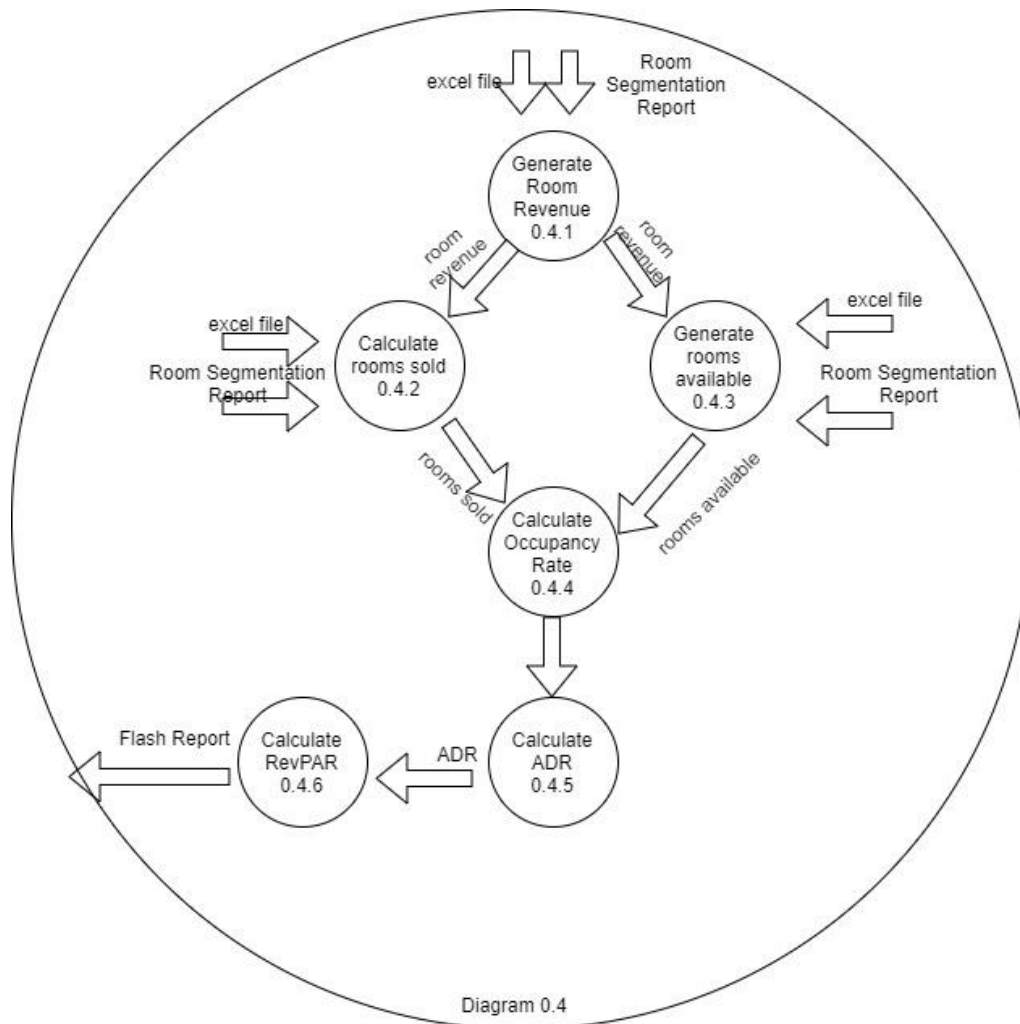 excel file
Room
Segmentation
Report
Generate
Room
Revenue
0.4.1
room
revenue
room
revenue
excel file
Room Segmentation
Report
Calculate
rooms sold
0.4.2
Generate
rooms
available
0.4.3
excel file
Room Segmentation
Report
rooms sold
rooms available
Calculate
Occupancy
Rate
0.4.4
Flash Report
Calculate
RevPAR
0.4.6
ADR
Calculate
ADR
0.4.5
Diagram 0.4